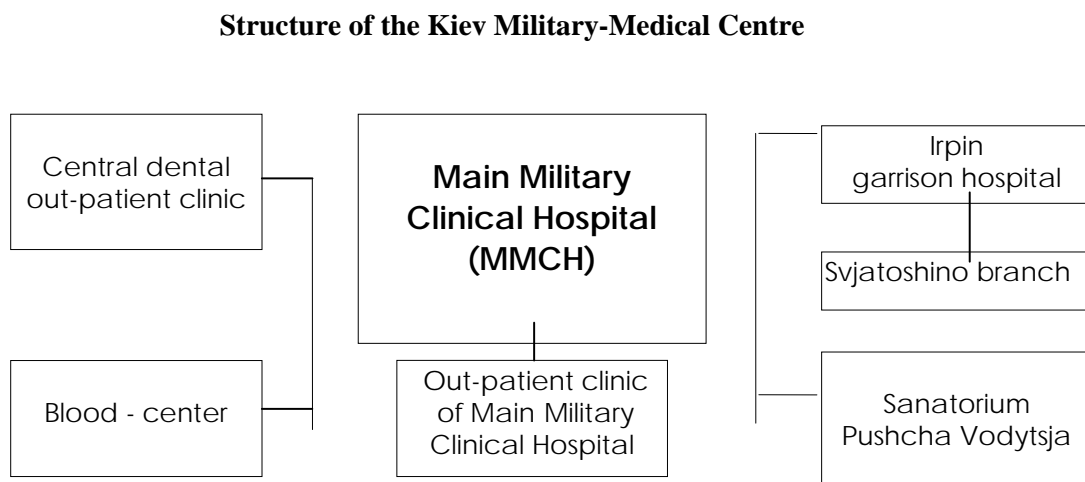 Structure of the Kiev Military-Medical Centre
Central dental
out-patient clinic
Blood - center
Main Military
Clinical Hospital
(MMCH)
Out-patient clinic
of Main Military
Clinical Hospital
Irpin
garrison hospital
Svjatoshino branch
Sanatorium
Pushcha Vodytsja